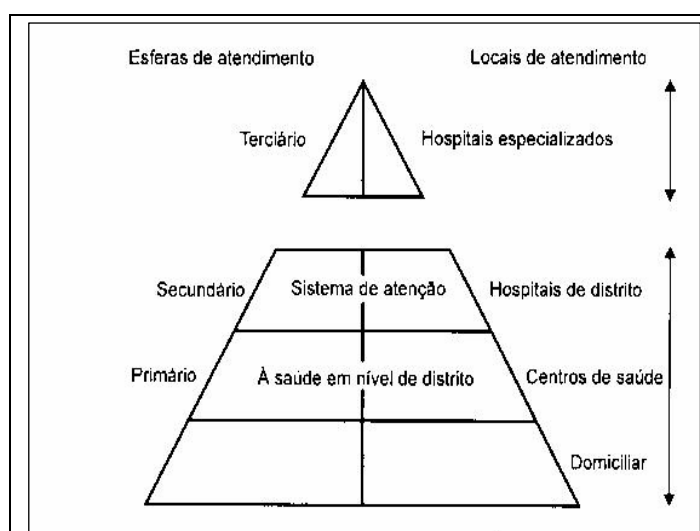 Esferas de atendimento
Locais de atendimento
Terciário
Hospitais especializados
Secundário
Sistema de atenção
Hospitais de distrito
Primário
À saúde em nível de distrito
Centros de saúde
Domiciliar